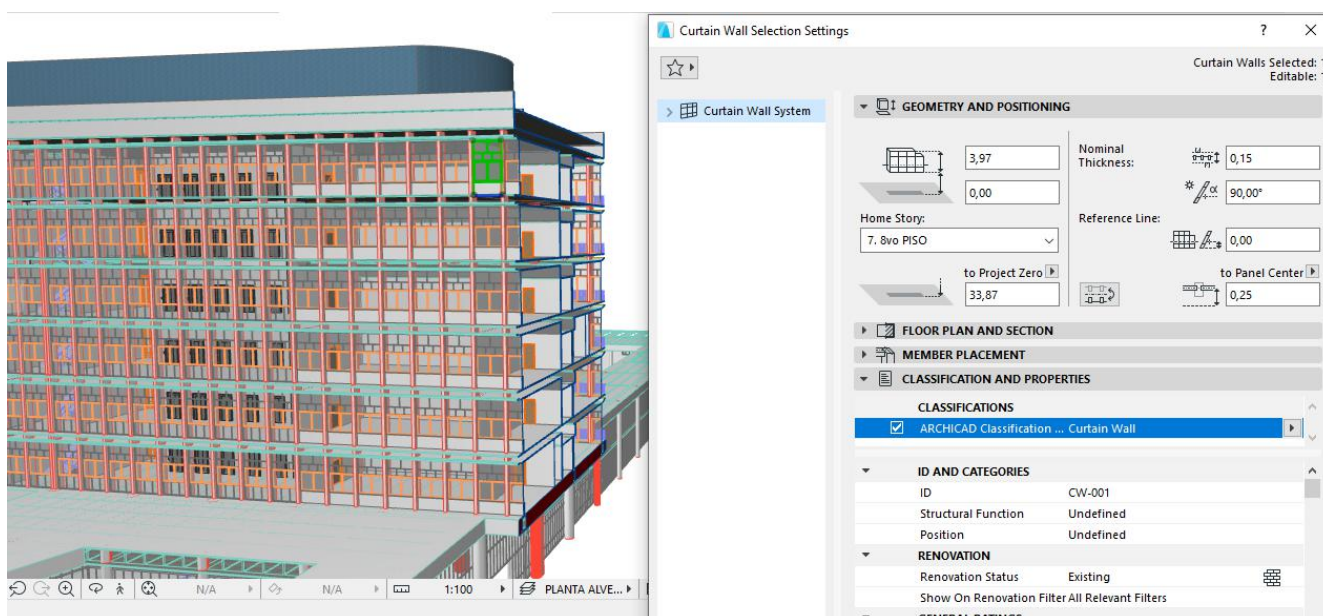 Curtain Wall Selection Settings
?
Curtain Walls Selected:
Editable:
Curtain Wall System
GEOMETRY AND POSITIONING
3,97
0,00
Home Story:
7. 8vo PISO
to Project Zero
33,87
Nominal
Thickness:
0,15
α
90,00°
Reference Line:
0,00
to Panel Center
0,25
FLOOR PLAN AND SECTION
MEMBER PLACEMENT
CLASSIFICATION AND PROPERTIES
CLASSIFICATIONS
ARCHICAD Classification ... Curtain Wall
ID AND CATEGORIES
ID CW-001
Structural Function Undefined
Position Undefined
RENOVATION
Renovation Status Existing
Show On Renovation Filter All Relevant Filters
N/A N/A 1:100 PLANTA ALVE...